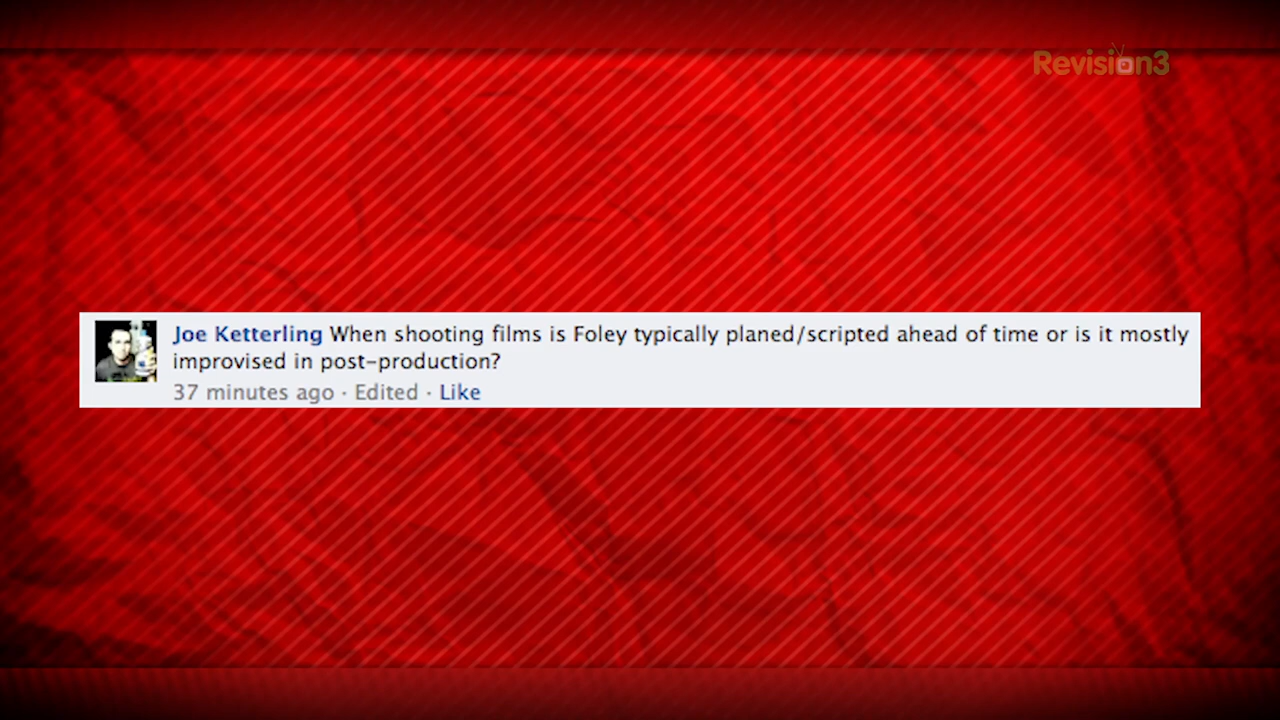 Revision3
Joe Ketterling When shooting films is Foley typically planed/scripted ahead of time or is it mostly
improvised in post-production?
37 minutes ago · Edited · Like